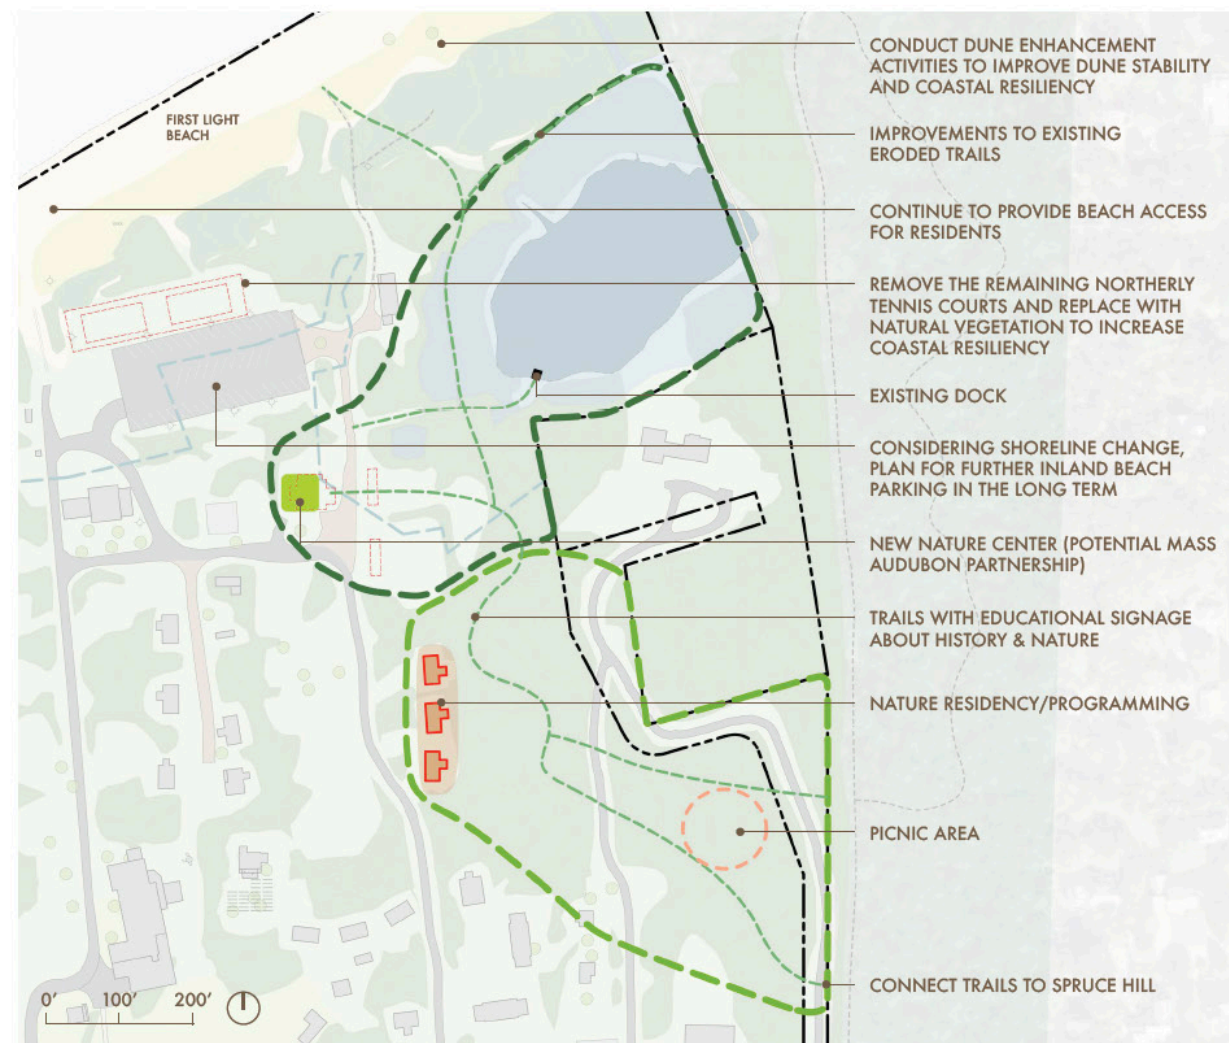 CONDUCT DUNE ENHANCEMENT
ACTIVITIES TO IMPROVE DUNE STABILITY
AND COASTAL RESILIENCY
FIRST LIGHT
BEACH
IMPROVEMENTS TO EXISTING
ERODED TRAILS
CONTINUE TO PROVIDE BEACH ACCESS
FOR RESIDENTS
REMOVE THE REMAINING NORTHERLY
TENNIS COURTS AND REPLACE WITH
NATURAL VEGETATION TO INCREASE
COASTAL RESILIENCY
EXISTING DOCK
CONSIDERING SHORELINE CHANGE,
PLAN FOR FURTHER INLAND BEACH
PARKING IN THE LONG TERM
NEW NATURE CENTER (POTENTIAL MASS
AUDUBON PARTNERSHIP)
TRAILS WITH EDUCATIONAL SIGNAGE
ABOUT HISTORY & NATURE
NATURE RESIDENCY/PROGRAMMING
PICNIC AREA
CONNECT TRAILS TO SPRUCE HILL
0' 100' 200'